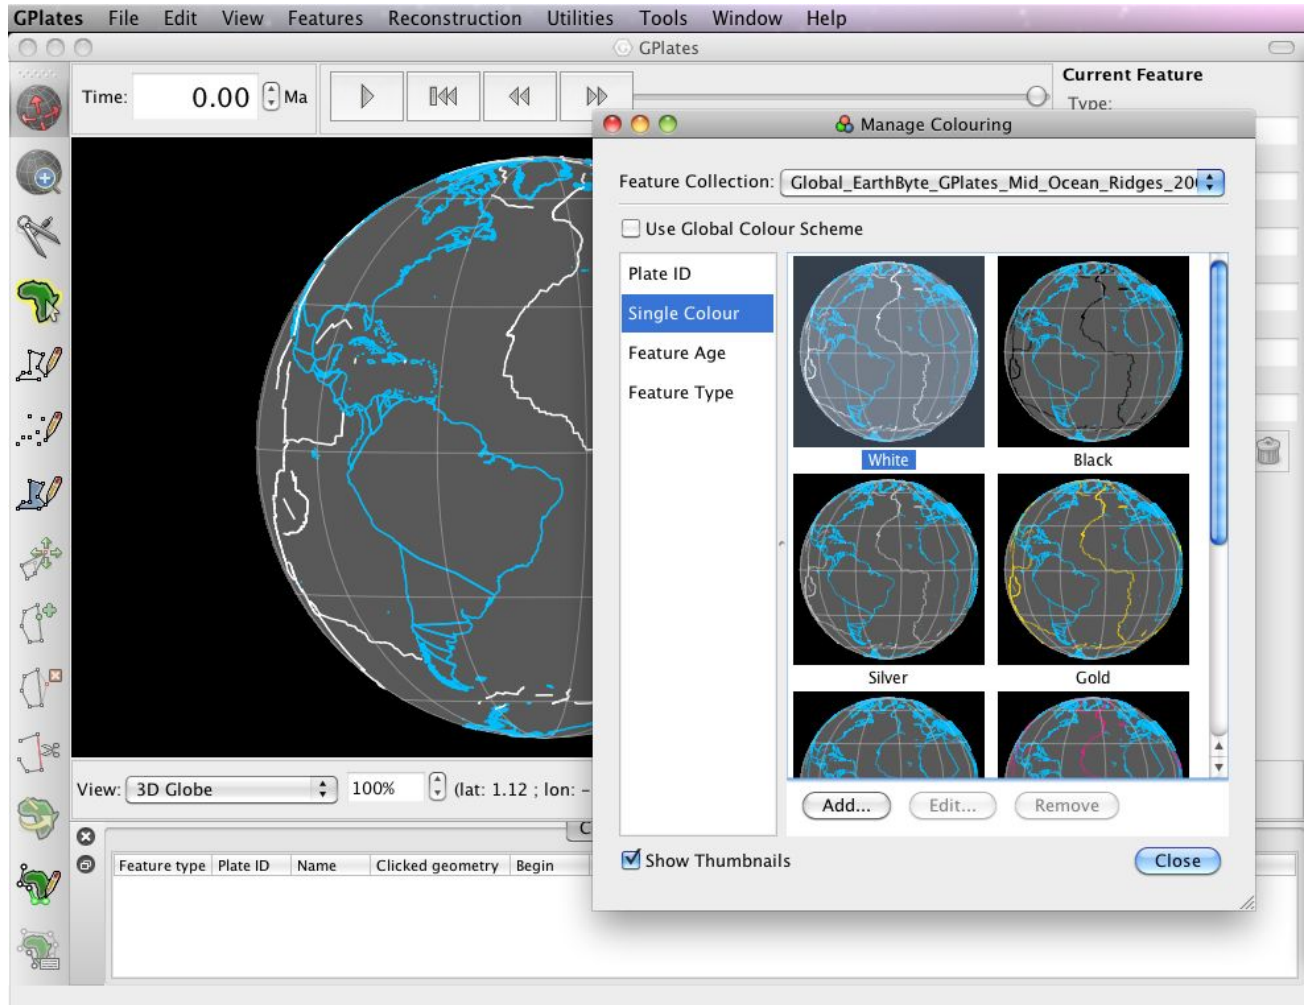 GPlates File Edit View Features Reconstruction Utilities Tools Window Help
GPlates
Time: 0.00 Ma
Current Feature
Type:
Manage Colouring
Feature Collection: Global_EarthByte_GPlates_Mid_Ocean_Ridges_20
Use Global Colour Scheme
Plate ID
Single Colour
Feature Age
Feature Type
White
Black
Silver
Gold
Add... Edit... Remove
Show Thumbnails
Close
View: 3D Globe 100% (lat: 1.12 ; lon: –
C
Feature type Plate ID Name Clicked geometry Begin